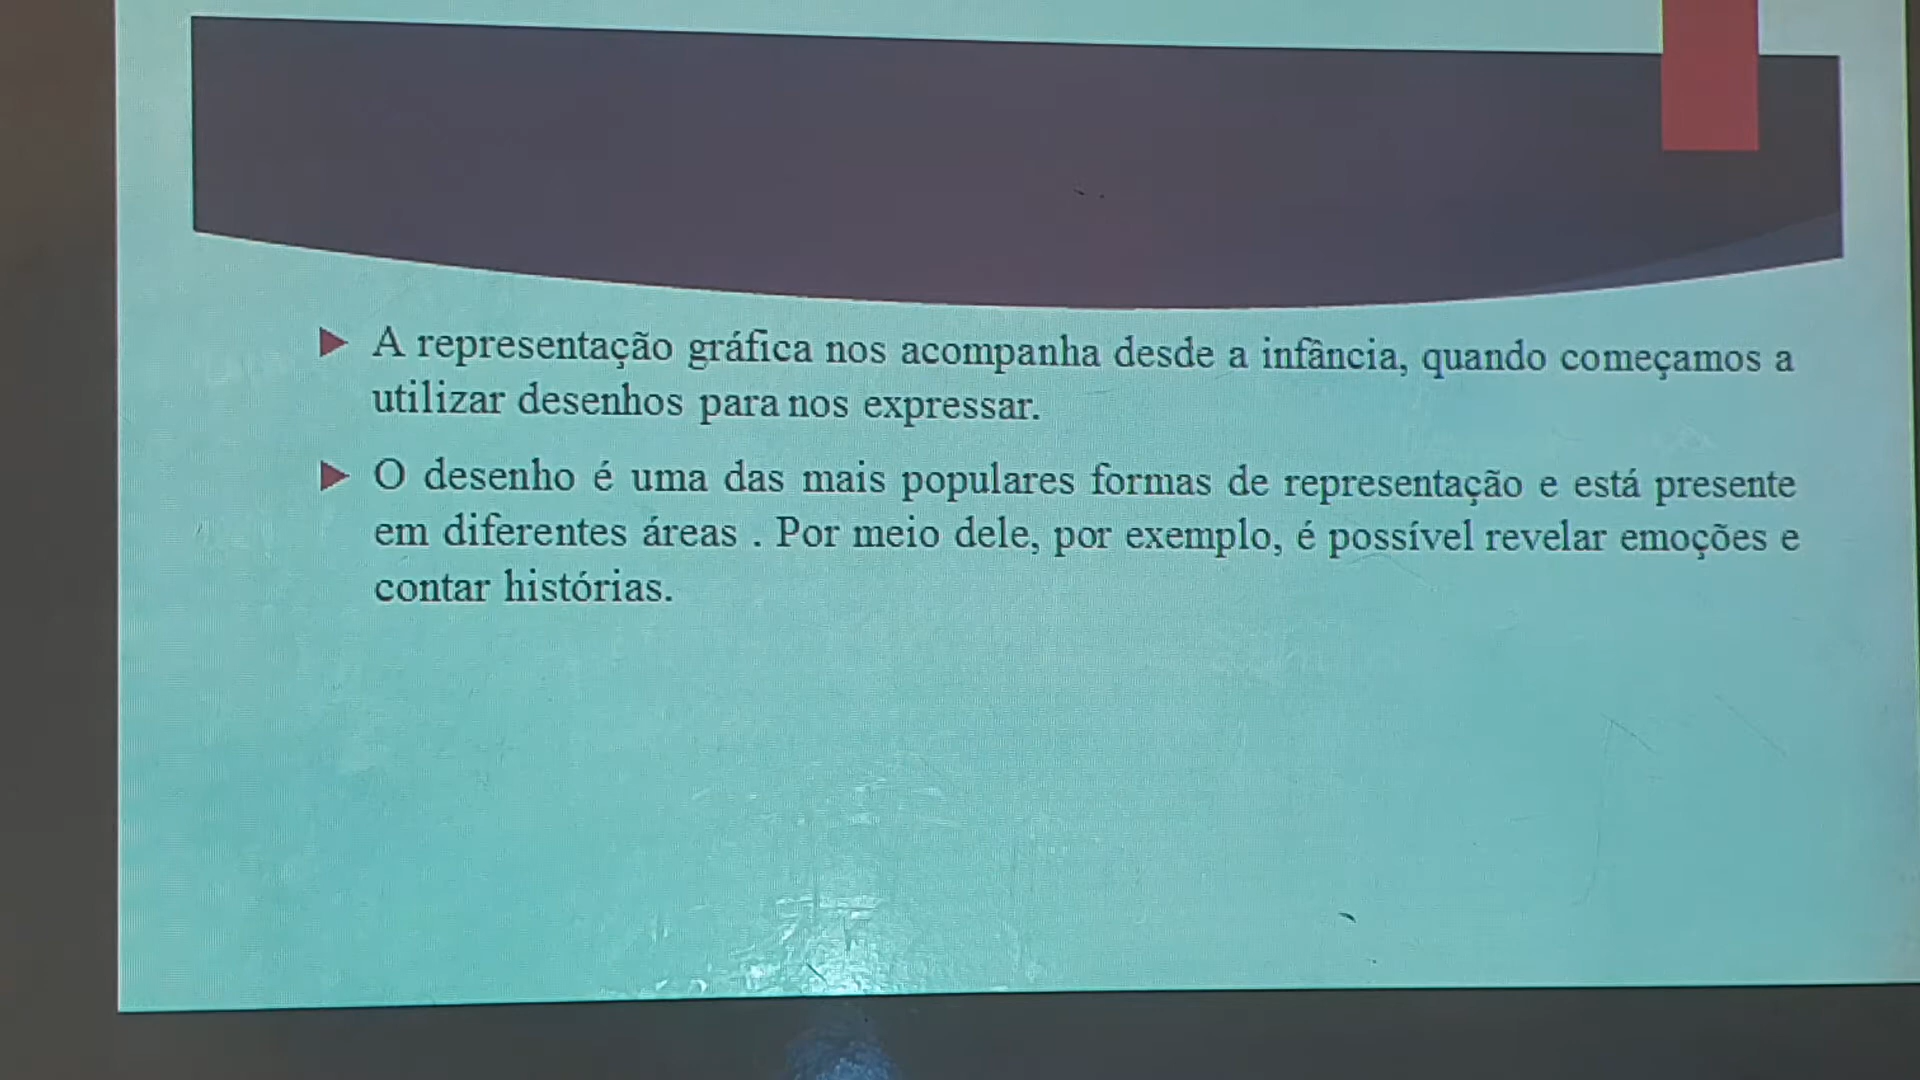 A representação gráfica nos acompanha desde a infância, quando começamos a
utilizar desenhos para nos expressar.
O desenho é uma das mais populares formas de representação e está presente
em diferentes áreas . Por meio dele, por exemplo, é possível revelar emoções e
contar histórias.